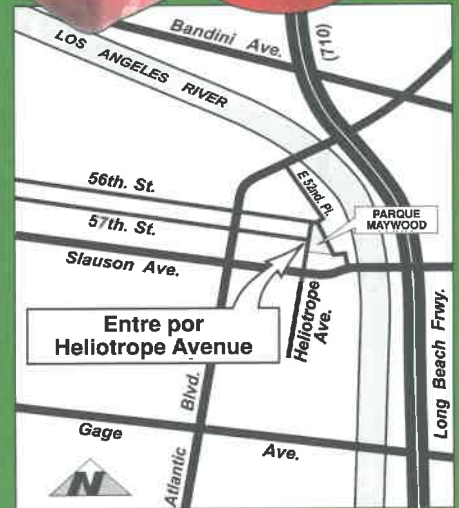 Bandini Ave.
(710)
LOS ANGELES RIVER
E 52nd. Pl.
56th. St.
57th. St.
PARQUE
MAYWOOD
Slauson Ave.
Entre por
Heliotrope Avenue
Heliotrope
Ave.
Long Beach Frwy.
Atlantic Blvd.
Gage Ave.
N